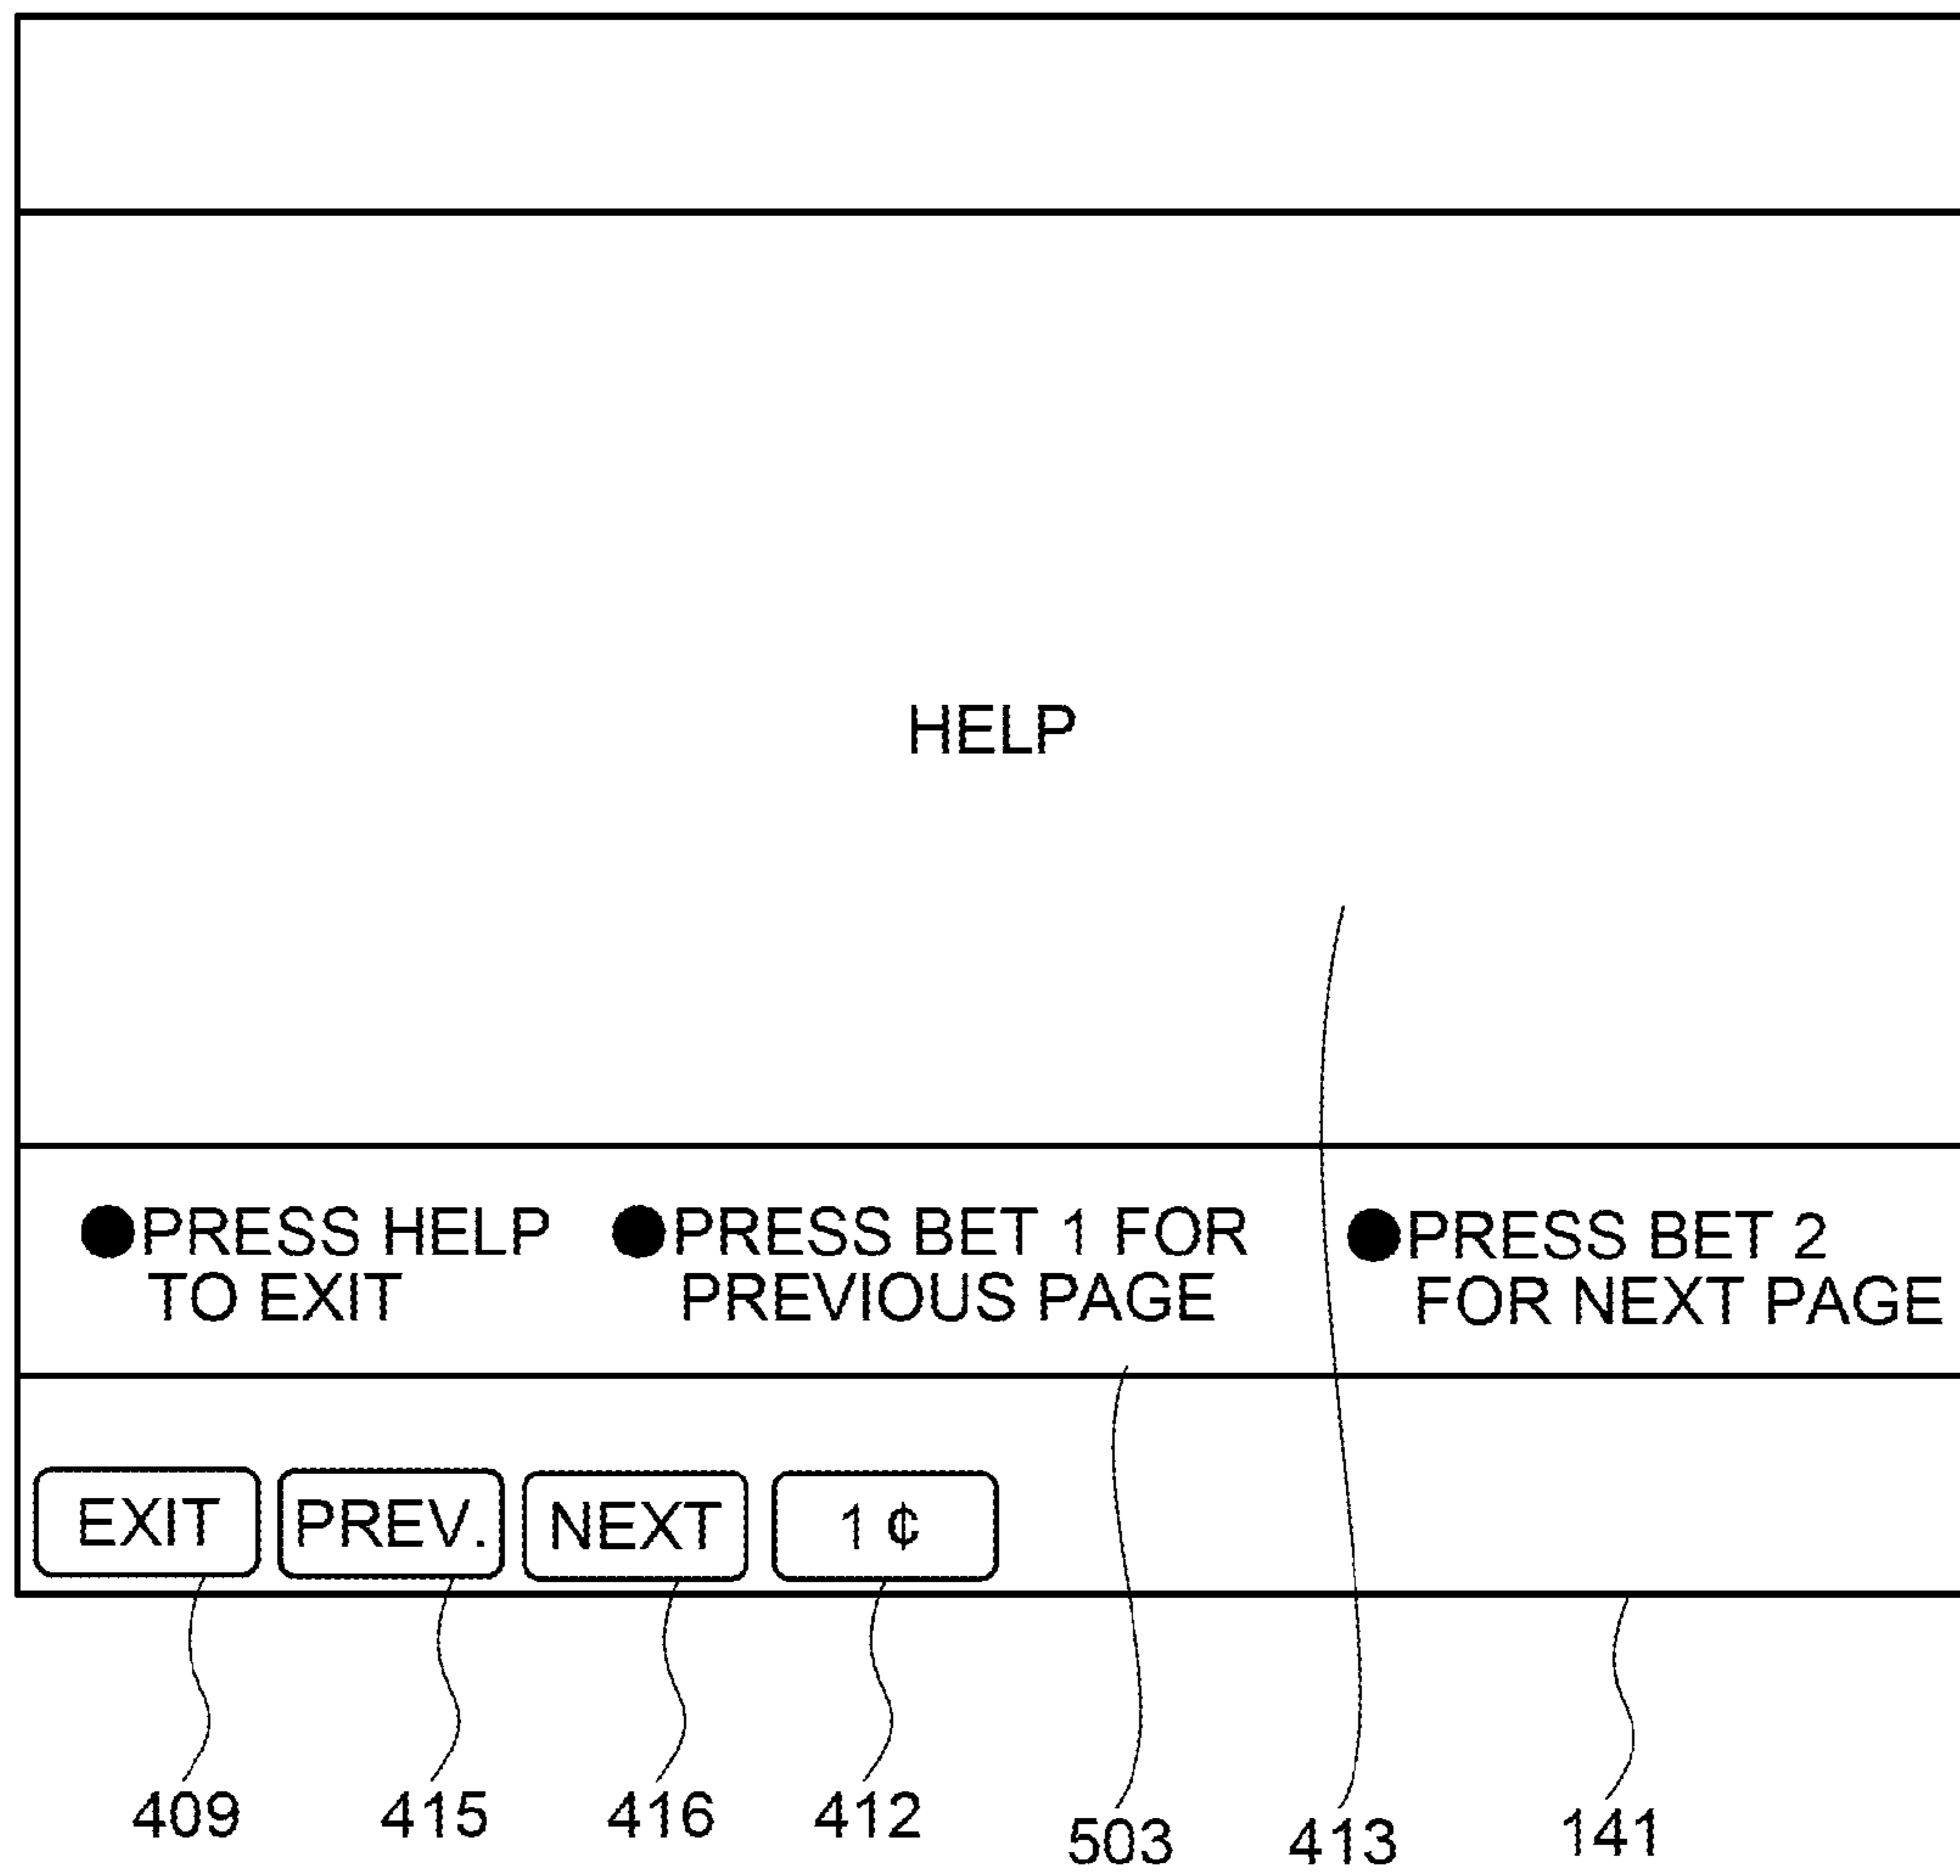 HELP
●PRESS HELP TO EXIT
●PRESS BET 1 FOR PREVIOUS PAGE
●PRESS BET 2 FOR NEXT PAGE
EXIT PREV. NEXT 1¢
409 415 416 412 503 413 141